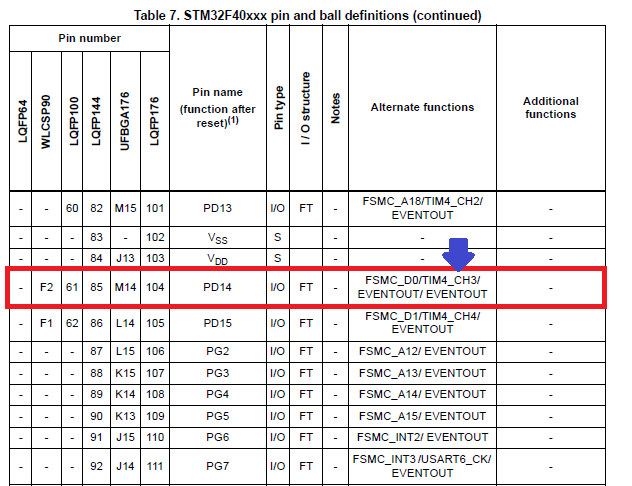 Table 7. STM32F40xxx pin and ball definitions (continued)
Pin number
LQFP64 WLCSP90 LQFP100 LQFP144 UFBGA176 LQFP176 Pin name (function after reset)(1) Pin type I / O structure Notes Alternate functions Additional functions
- - 60 82 M15 101 PD13 I/O FT - FSMC_A18/TIM4_CH2/ -
EVENTOUT
- - - 83 - 102 VSS S - -
- - - 84 J13 103 VDD S - -
- F2 61 85 M14 104 PD14 I/O FT - FSMC_D0/TIM4_CH3/ -
EVENTOUT/ EVENTOUT
- F1 62 86 L14 105 PD15 I/O FT - FSMC_D1/TIM4_CH4/ -
EVENTOUT
- - - 87 L15 106 PG2 I/O FT - FSMC_A12/ EVENTOUT -
- - - 88 K15 107 PG3 I/O FT - FSMC_A13/ EVENTOUT -
- - - 89 K14 108 PG4 I/O FT - FSMC_A14/ EVENTOUT -
- - - 90 K13 109 PG5 I/O FT - FSMC_A15/ EVENTOUT -
- - - 91 J15 110 PG6 I/O FT - FSMC_INT2/ EVENTOUT -
- - - 92 J14 111 PG7 I/O FT - FSMC_INT3 /USART6_CK/ -
EVENTOUT